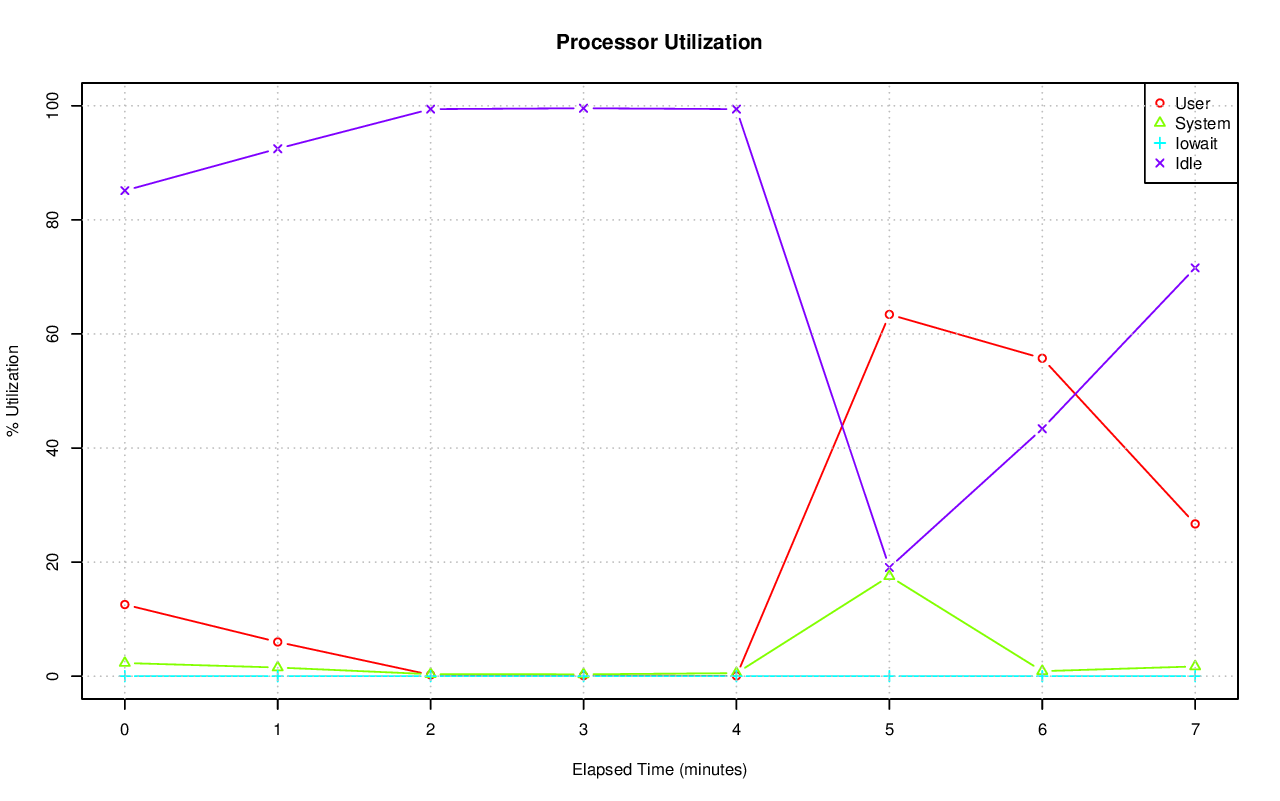 Processor Utilization
% Utilization
100
80
60
40
20
0
User
System
Iowait
Idle
0 1 2 3 4 5 6 7
Elapsed Time (minutes)